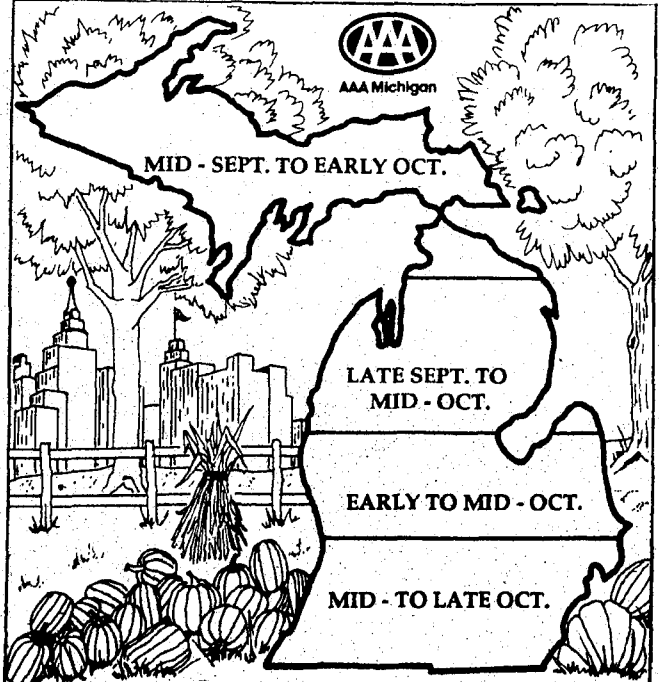 AAA
AAA Michigan
MID - SEPT. TO EARLY OCT.
LATE SEPT. TO
MID - OCT.
EARLY TO MID - OCT.
MID - TO LATE OCT.